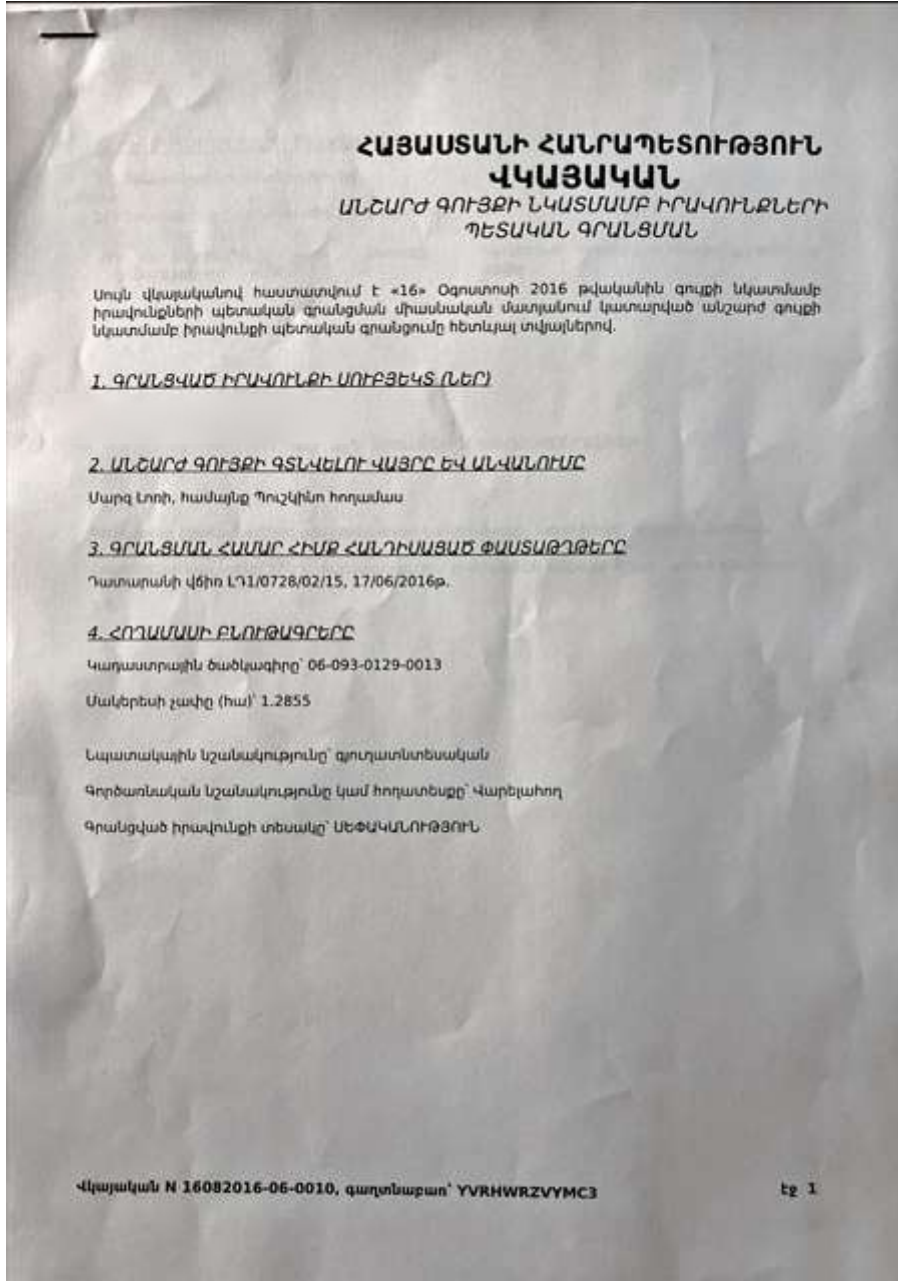 ՀԱՅԱՍՏԱՆԻ ՀԱՆՐԱՊԵՏՈՒԹՅՈՒՆ
ՎԿԱՅԱԿԱՆ
ԱՆՇԱՐԺ ԳՈՒՅՔԻ ՆԿԱՏՄԱՄԲ ԻՐԱՎՈՒՆՔՆԵՐԻ
ՊԵՏԱԿԱՆ ԳՐԱՆՑՄԱՆ
Սույն վկայականով հաստատվում է «16» Օգոստոսի 2016 թվականին գույքի նկատմամբ
իրավունքների պետական գրանցման միասնական մատյանում կատարված անշարժ գույքի
նկատմամբ իրավունքի պետական գրանցումը հետևյալ տվյալներով.
1. ԳՐԱՆՑՎԱԾ ԻՐԱՎՈՒՆՔԻ ՍՈՒԲՅԵԿՏ (ՆԵՐ)
2. ԱՆՇԱՐԺ ԳՈՒՅՔԻ ԳՏՆՎԵԼՈՒ ՎԱՅՐԸ ԵՎ ԱՆՎԱՆՈՒՄԸ
Մարզ Լոռի, համայնք Պուշկինո հողամաս
3. ԳՐԱՆՑՄԱՆ ՀԱՄԱՐ ՀԻՄՔ ՀԱՆԴԻՍԱՑԱԾ ՓԱՍՏԱԹՂԹԵՐԸ
Դատարանի վճիռ ԼԴ1/0728/02/15, 17/06/2016թ.
4. ՀՈՂԱՄԱՍԻ ԲՆՈՒԹԱԳՐԵՐԸ
Կադաստրային ծածկագիրը՝ 06-093-0129-0013
Մակերեսի չափը (հա)՝ 1.2855
Նպատակային նշանակությունը՝ գյուղատնտեսական
Գործառնական նշանակությունը կամ հողատեսքը՝ Վարելահող
Գրանցված իրավունքի տեսակը՝ ՍԵՓԱԿԱՆՈՒԹՅՈՒՆ
Վկայական N 16082016-06-0010, գաղտնաբառ՝ YVRHWRZVYMC3
էջ 1